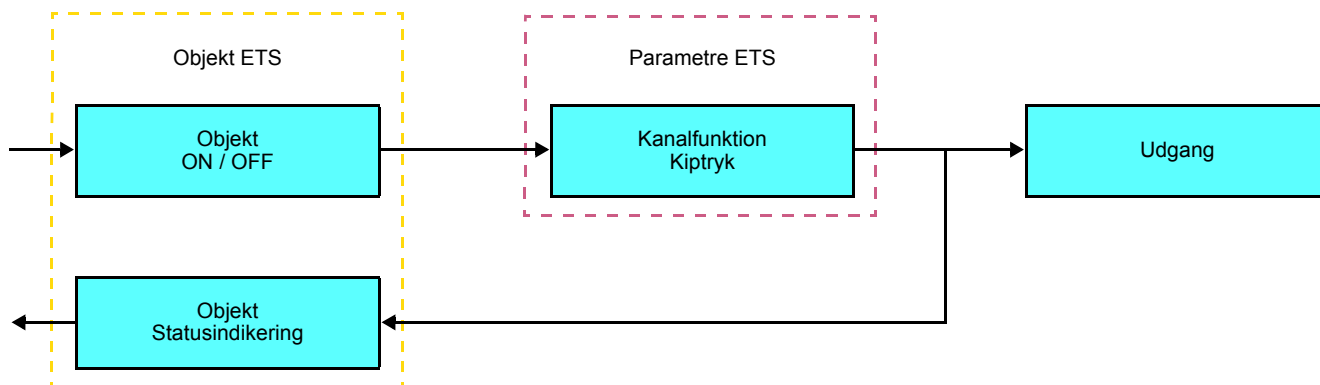 Objekt ETS
Parametre ETS
Objekt
ON / OFF
Kanalfunktion
Kiptryk
Udgang
Objekt
Statusindikering